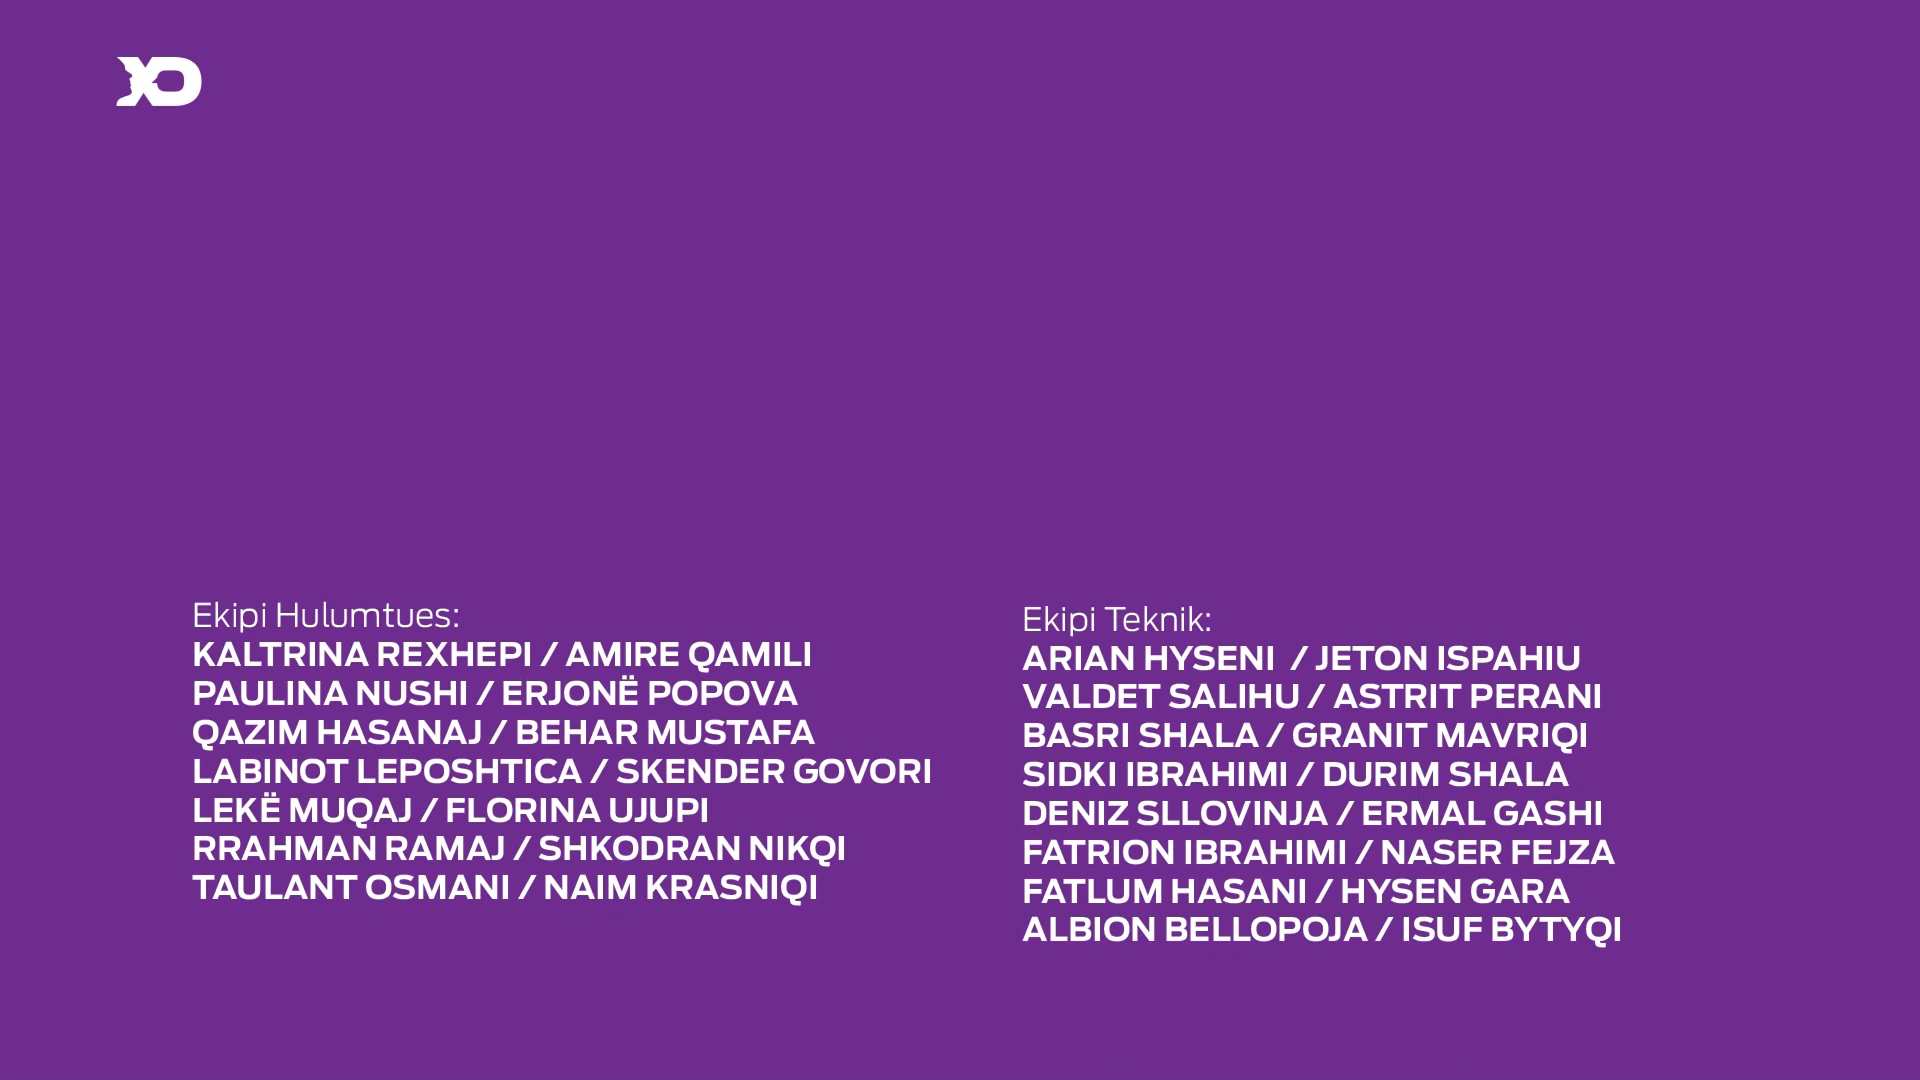 XO
Ekipi Hulumtues:
KALTRINA REXHEPI / AMIRE QAMILI
PAULINA NUSHI / ERJONË POPOVA
QAZIM HASANAJ / BEHAR MUSTAFA
LABINOT LEPOSHTICA / SKENDER GOVORI
LEKË MUQAJ / FLORINA UJUPI
RRAHMAN RAMAJ / SHKODRAN NIKQI
TAULANT OSMANI / NAIM KRASNIQI
Ekipi Teknik:
ARIAN HYSENI / JETON ISPAHIU
VALDET SALIHU / ASTRIT PERANI
BASRI SHALA / GRANIT MAVRIQI
SIDKI IBRAHIMI / DURIM SHALA
DENIZ SLLOVINJA / ERMAL GASHI
FATRION IBRAHIMI / NASER FEJZA
FATLUM HASANI / HYSEN GARA
ALBION BELLOPOJA / ISUF BYTYQI